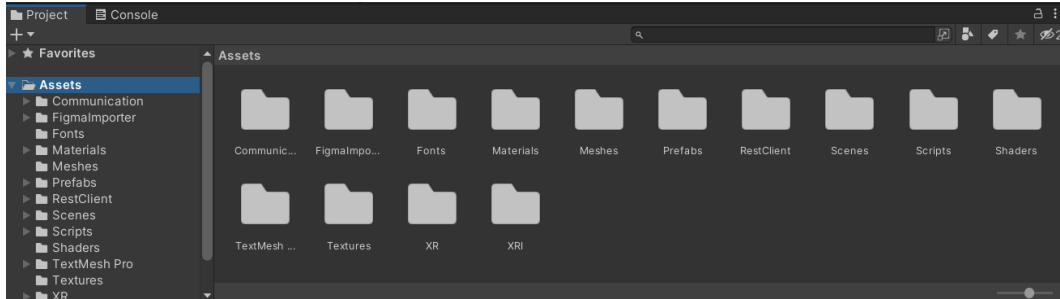 Project
Console
2
Favorites
Assets
Communication
FigmaImporter
Fonts
Materials
Meshes
Prefabs
RestClient
Scenes
Scripts
Shaders
TextMesh Pro
Textures
XR
Assets
Communic... FigmaImpo... Fonts Materials Meshes Prefabs RestClient Scenes Scripts Shaders
TextMesh ... Textures XR XRI